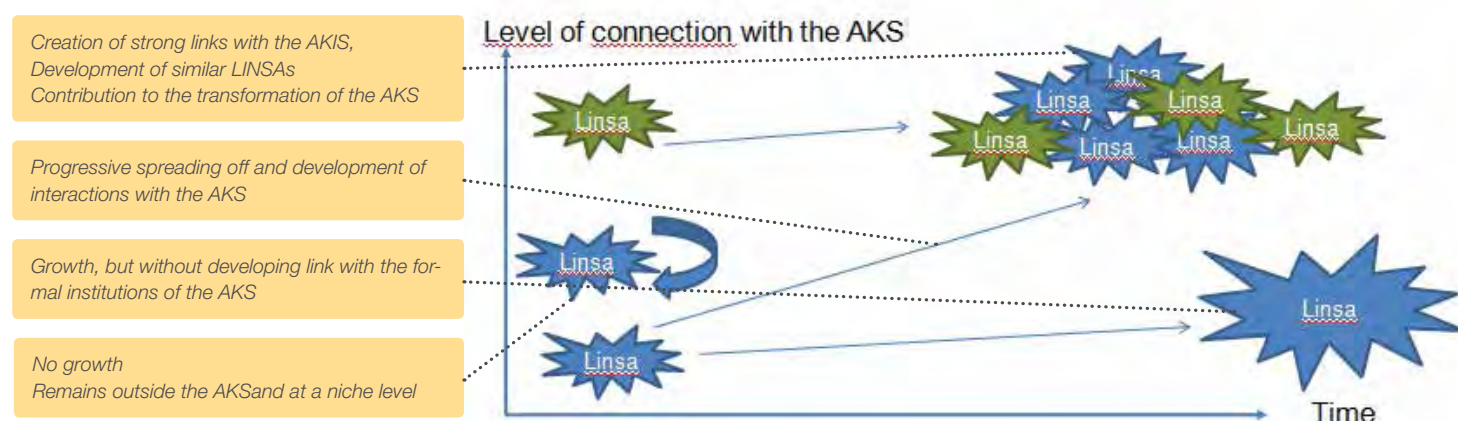 Creation of strong links with the AKIS,
Development of similar LINSAs
Contribution to the transformation of the AKS
Progressive spreading off and development of
interactions with the AKS
Growth, but without developing link with the for-
mal institutions of the AKS
No growth
Remains outside the AKSand at a niche level
Level of connection with the AKS
Linsa
Linsa
Linsa
Linsa
Linsa
Linsa
Linsa
Linsa
Linsa
Linsa
Linsa
Time